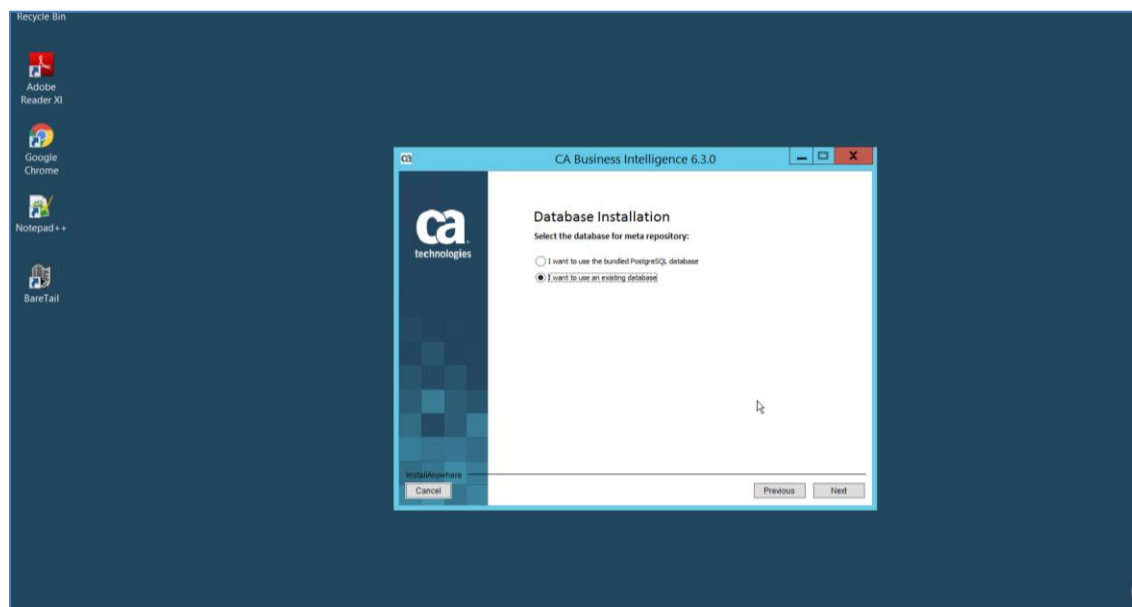 Recycle Bin
Adobe
Reader XI
Google
Chrome
Notepad++
BareTail
CA Business Intelligence 6.3.0
ca
technologies
Database Installation
Select the database for meta repository:
I want to use the bundled PostgreSQL database
I want to use an existing database
InstallAnywhere
Cancel
Previous
Next